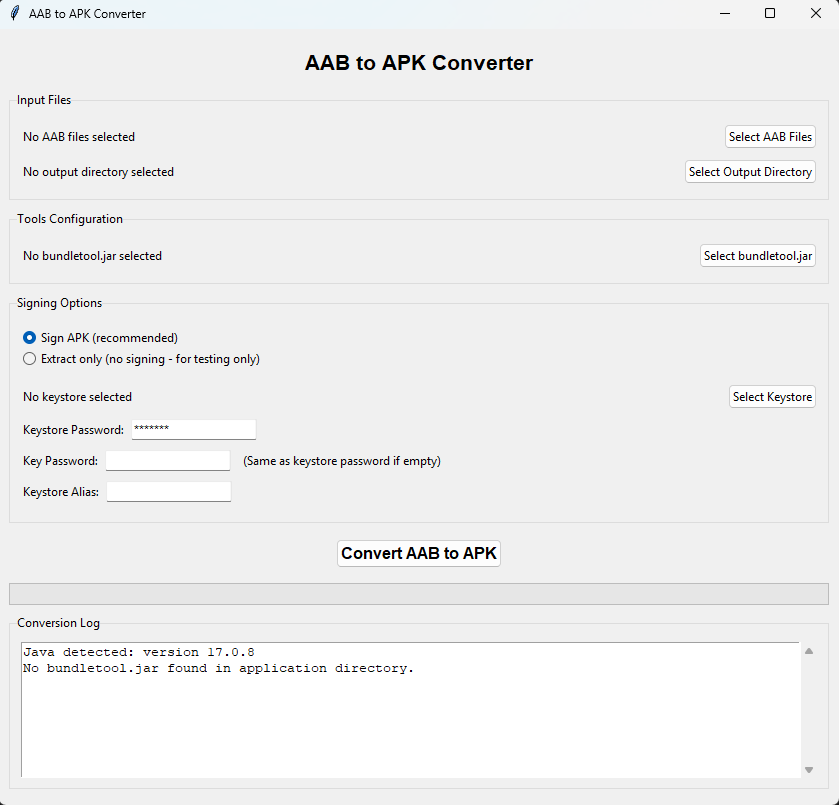 AAB to APK Converter
AAB to APK Converter
Input Files
No AAB files selected
Select AAB Files
No output directory selected
Select Output Directory
Tools Configuration
No bundletool.jar selected
Select bundletool.jar
Signing Options
Sign APK (recommended)
Extract only (no signing - for testing only)
No keystore selected
Select Keystore
Keystore Password: *******
Key Password: (Same as keystore password if empty)
Keystore Alias:
Convert AAB to APK
Conversion Log
Java detected: version 17.0.8
No bundletool.jar found in application directory.